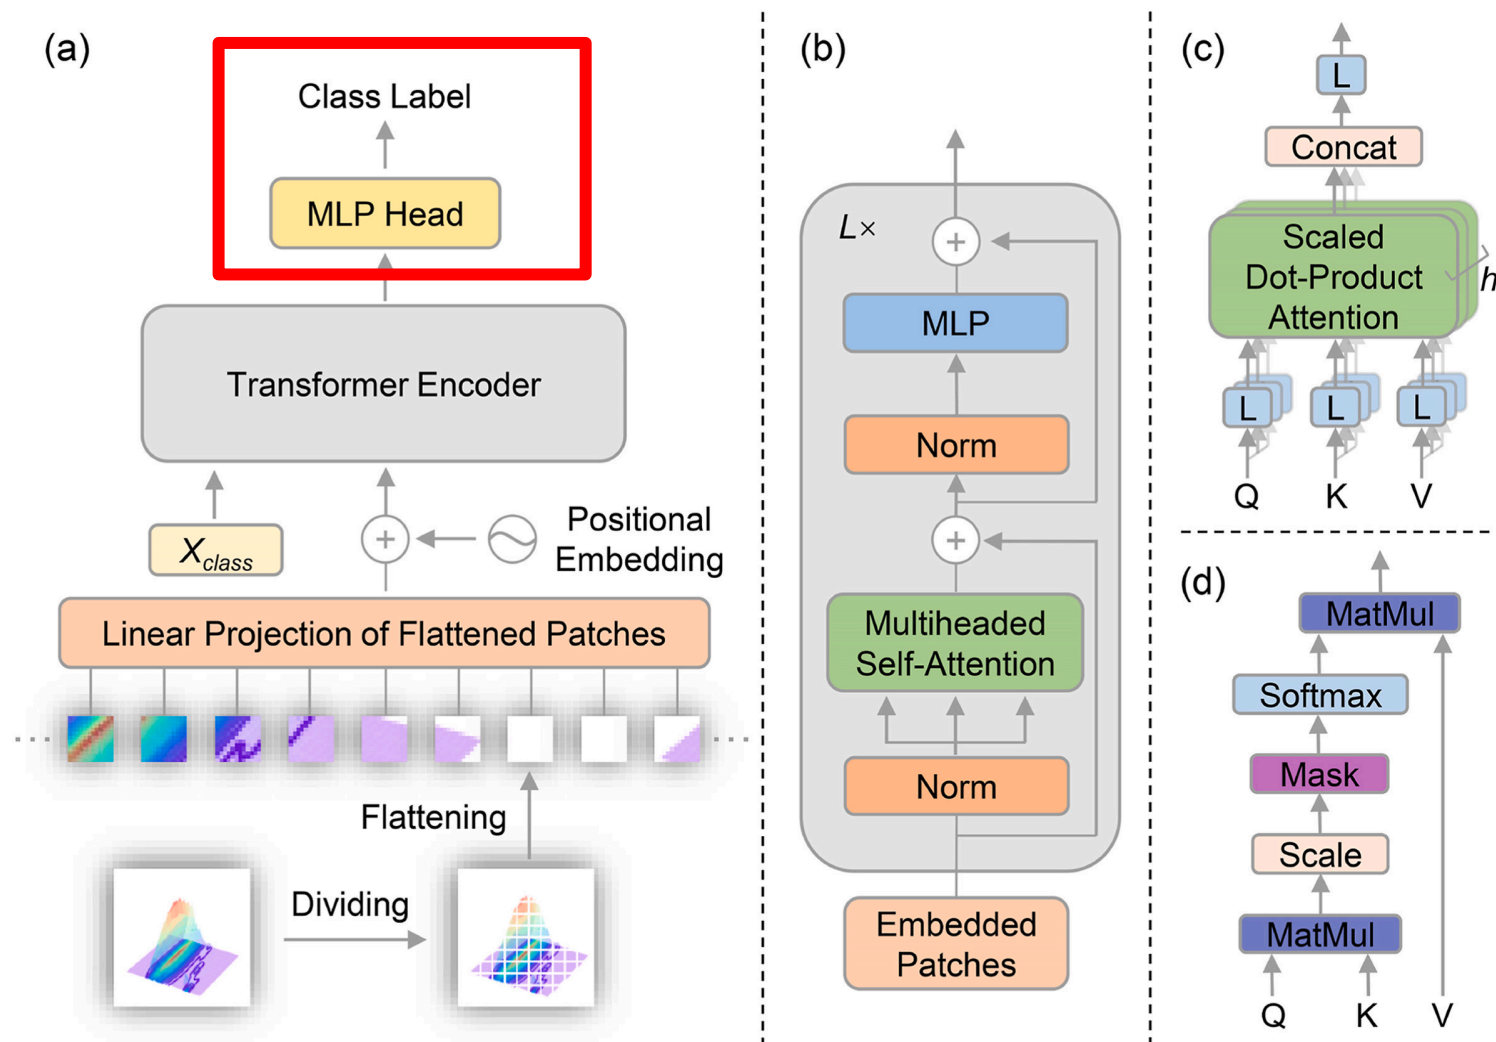 (a)
Class Label
MLP Head
Transformer Encoder
X_class
+
Positional
Embedding
Linear Projection of Flattened Patches
Flattening
Dividing
(b)
L×
+
MLP
Norm
+
Multiheaded
Self-Attention
Norm
Embedded
Patches
(c)
L
Concat
Scaled
Dot-Product
Attention
h
L L L
Q K V
(d)
MatMul
Softmax
Mask
Scale
MatMul
Q K V